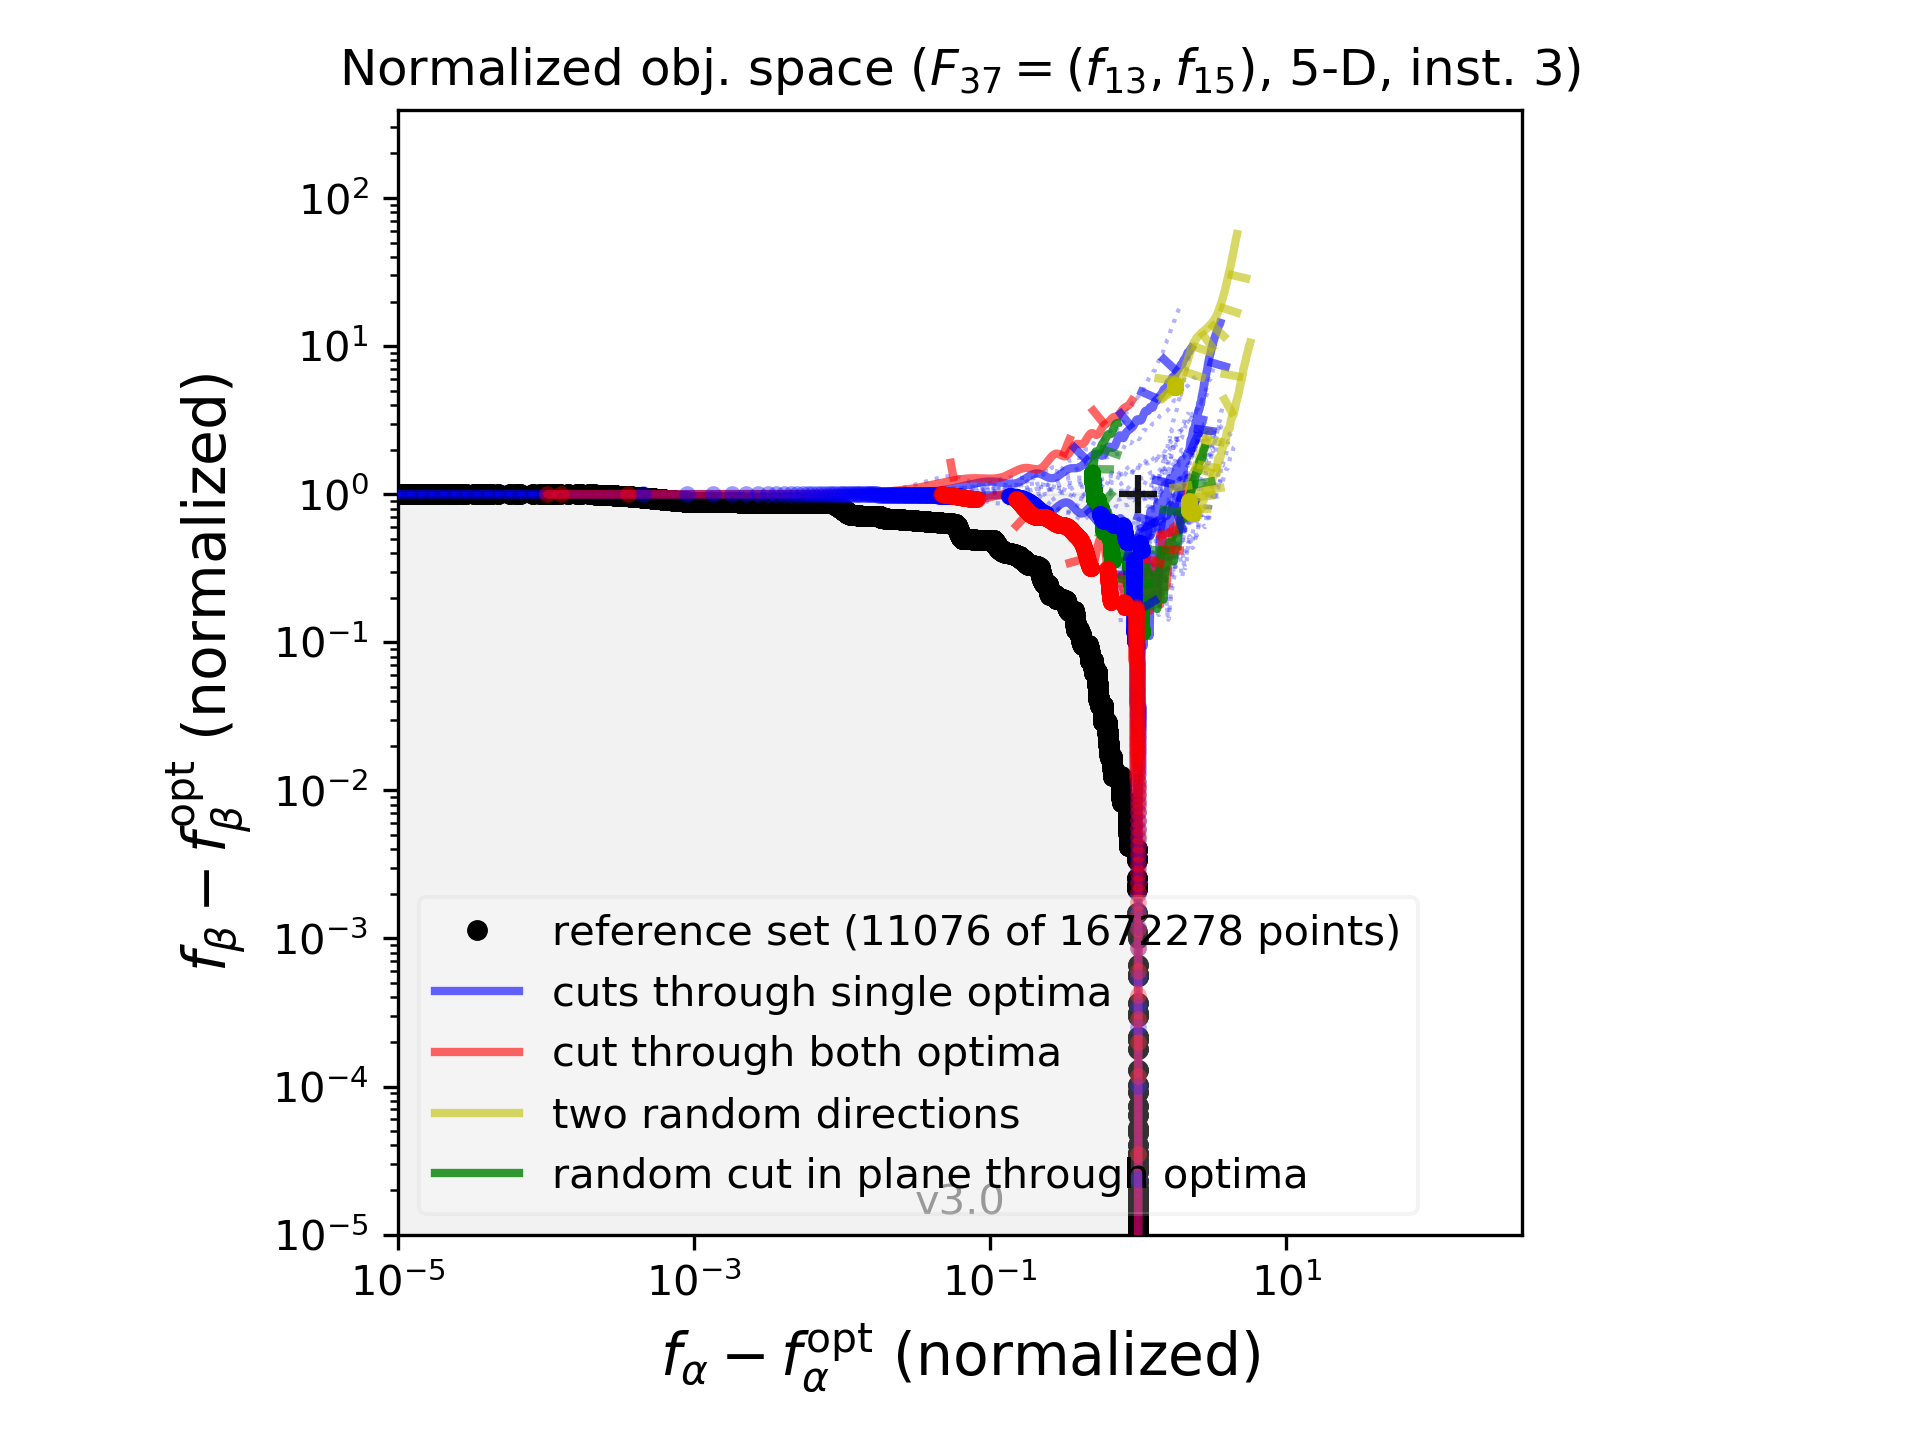 Normalized obj. space (F₃₇ = (f₁₃, f₁₅), 5-D, inst. 3)
10²
10¹
10⁰
10⁻¹
10⁻²
10⁻³
10⁻⁴
10⁻⁵
f_β − f_β^opt (normalized)
reference set (11076 of 1672278 points)
cuts through single optima
cut through both optima
two random directions
random cut in plane through optima
v3.0
10⁻⁵ 10⁻³ 10⁻¹ 10¹
f_α − f_α^opt (normalized)